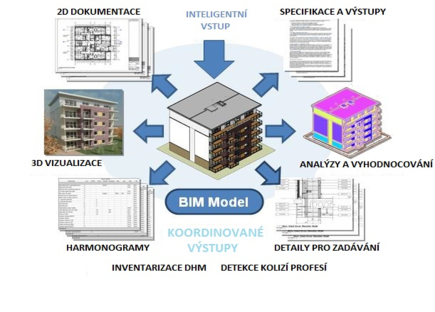 2D DOKUMENTACE
INTELIGENTNÍ
VSTUP
SPECIFIKACE A VÝSTUPY
3D VIZUALIZACE
ANALÝZY A VYHODNOCOVÁNÍ
BIM Model
HARMONOGRAMY
KOORDINOVANÉ
VÝSTUPY
DETAILY PRO ZADÁVÁNÍ
INVENTARIZACE DHM
DETEKCE KOLIZÍ PROFESÍ